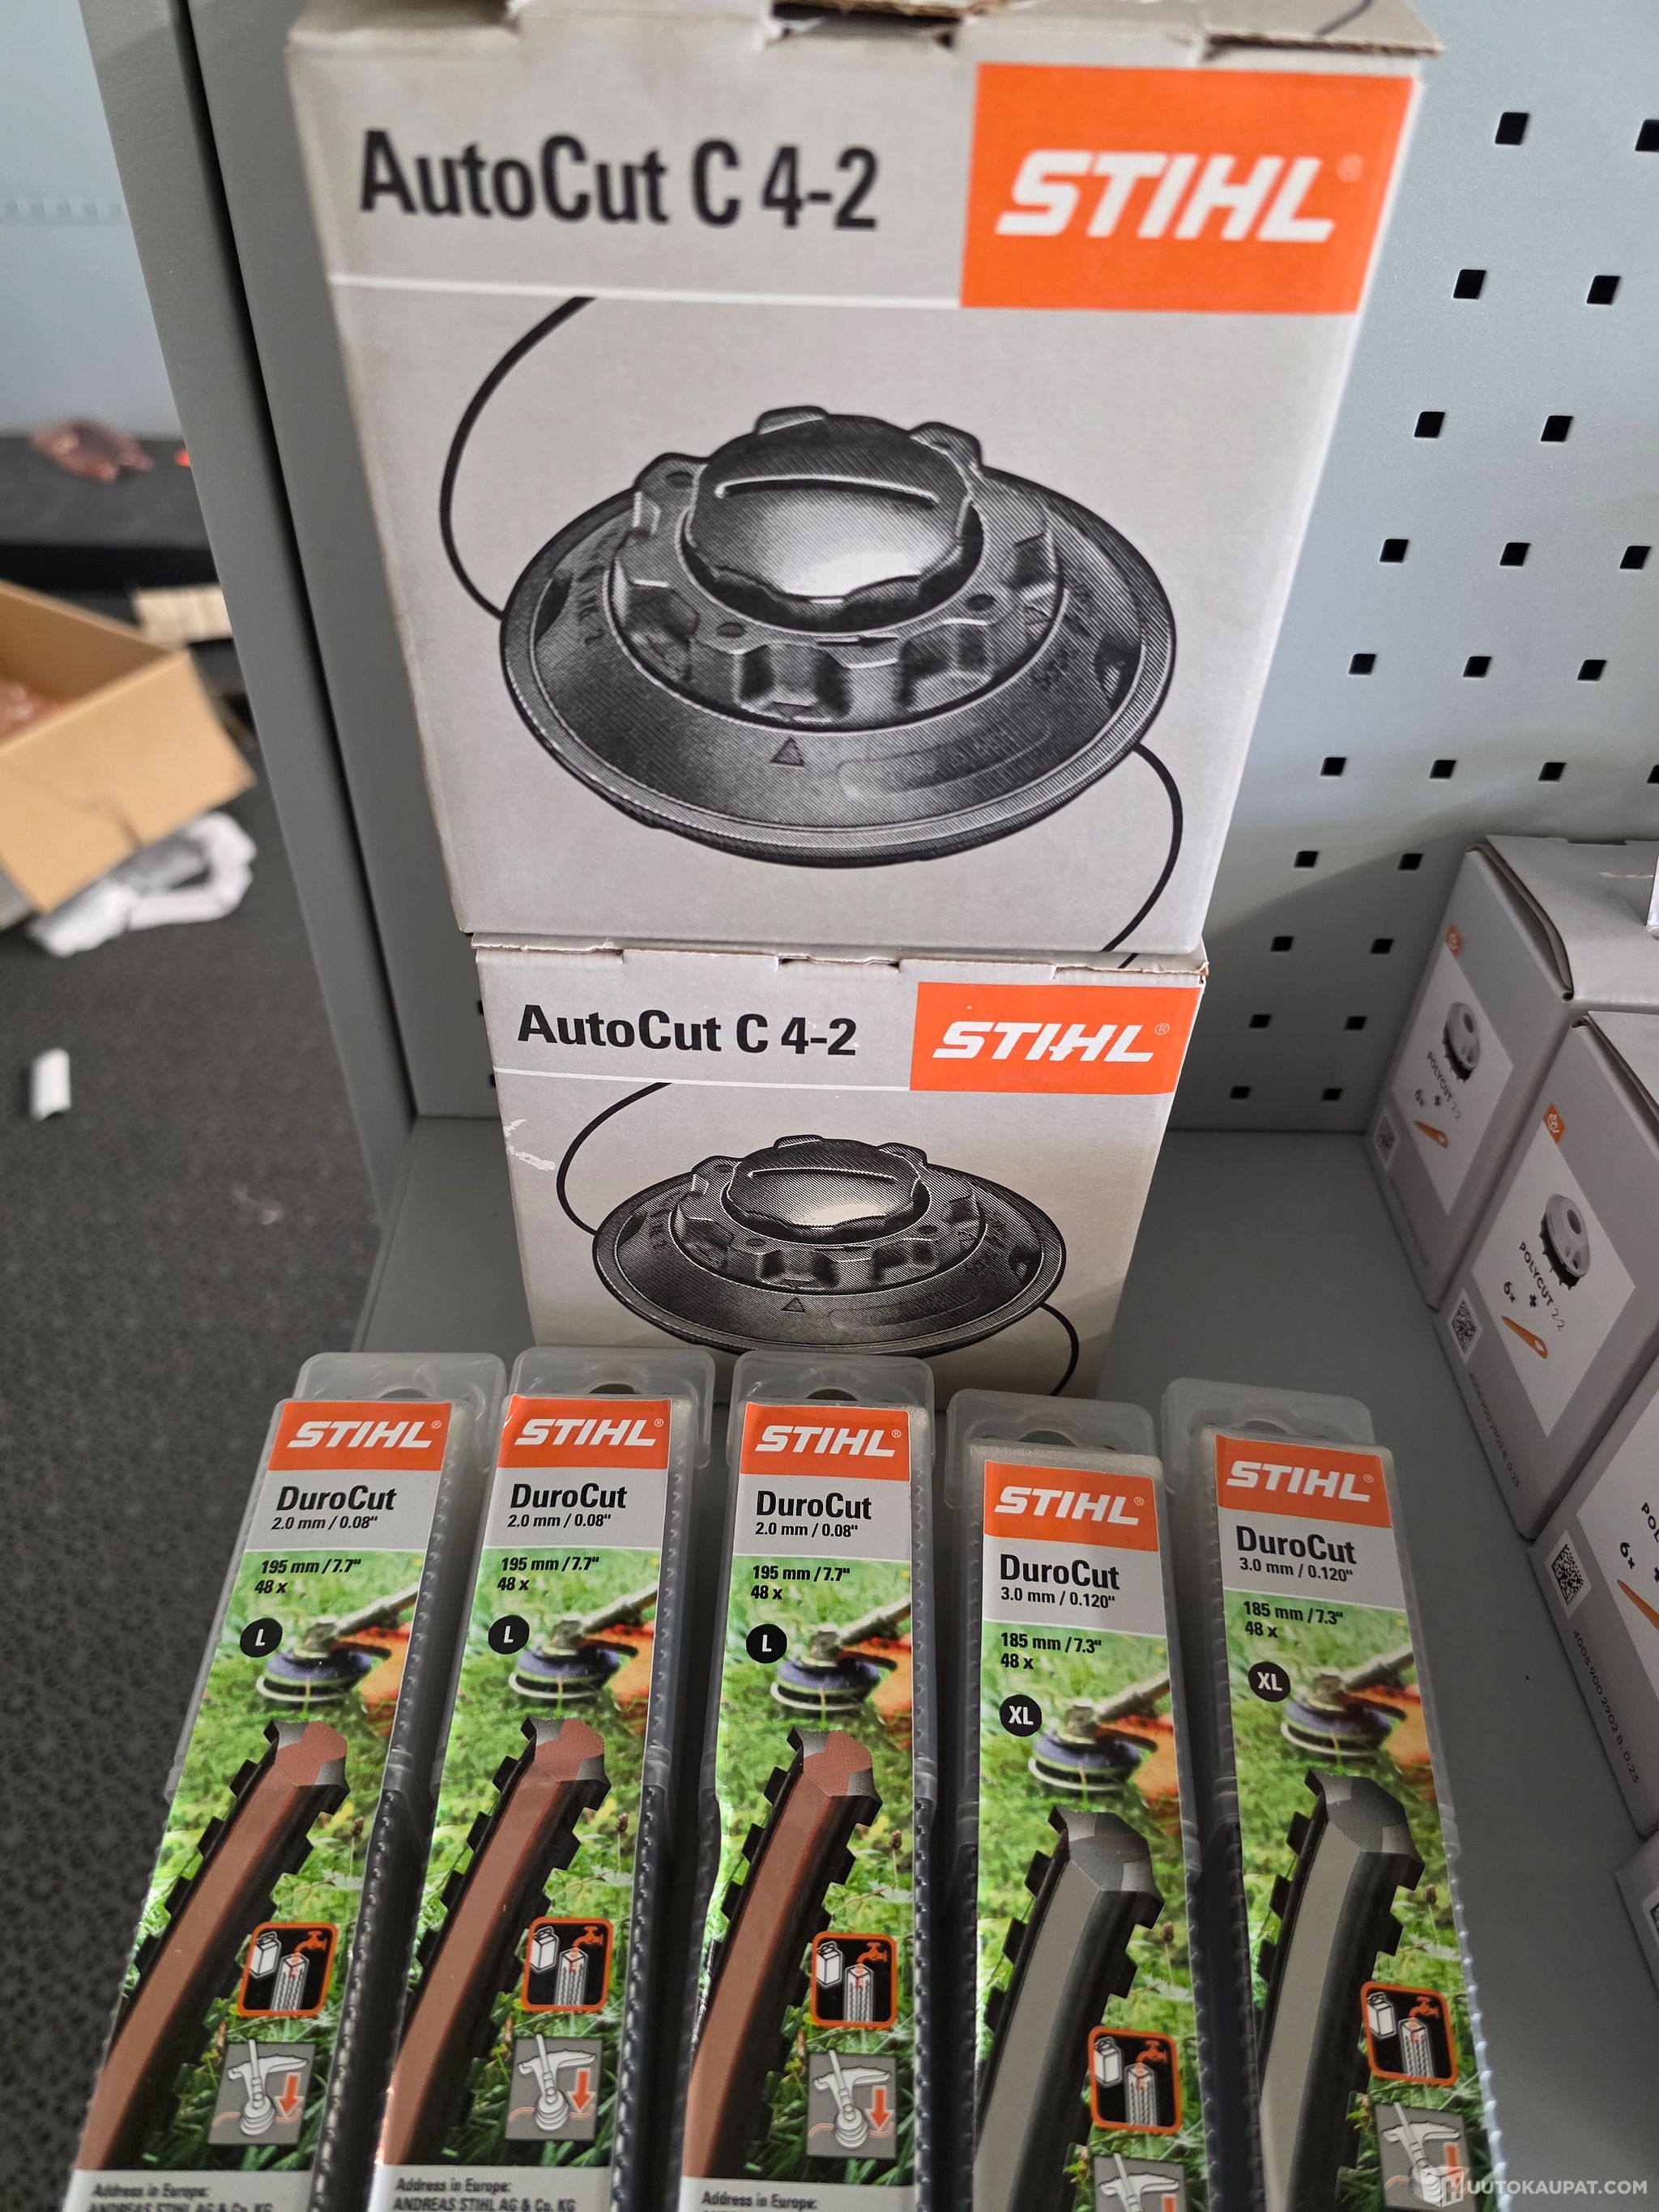 AutoCut C 4-2
STIHL®
AutoCut C 4-2
STIHL®
STIHL®
DuroCut
2.0 mm / 0.08"
195 mm / 7.7"
48 x
L
Address in Europe:
ANDREAS STIHL AG & Co. KG
STIHL®
DuroCut
2.0 mm / 0.08"
195 mm / 7.7"
48 x
L
Address in Europe:
ANDREAS STIHL AG & Co. KG
STIHL®
DuroCut
2.0 mm / 0.08"
195 mm / 7.7"
48 x
L
Address in Europe:
STIHL®
DuroCut
3.0 mm / 0.120"
185 mm / 7.3"
48 x
XL
STIHL®
DuroCut
3.0 mm / 0.120"
185 mm / 7.3"
48 x
XL
POLYCUT 2-2
6x
POLYCUT 2-2
6x
6x
HUUTOKAUPAT.COM